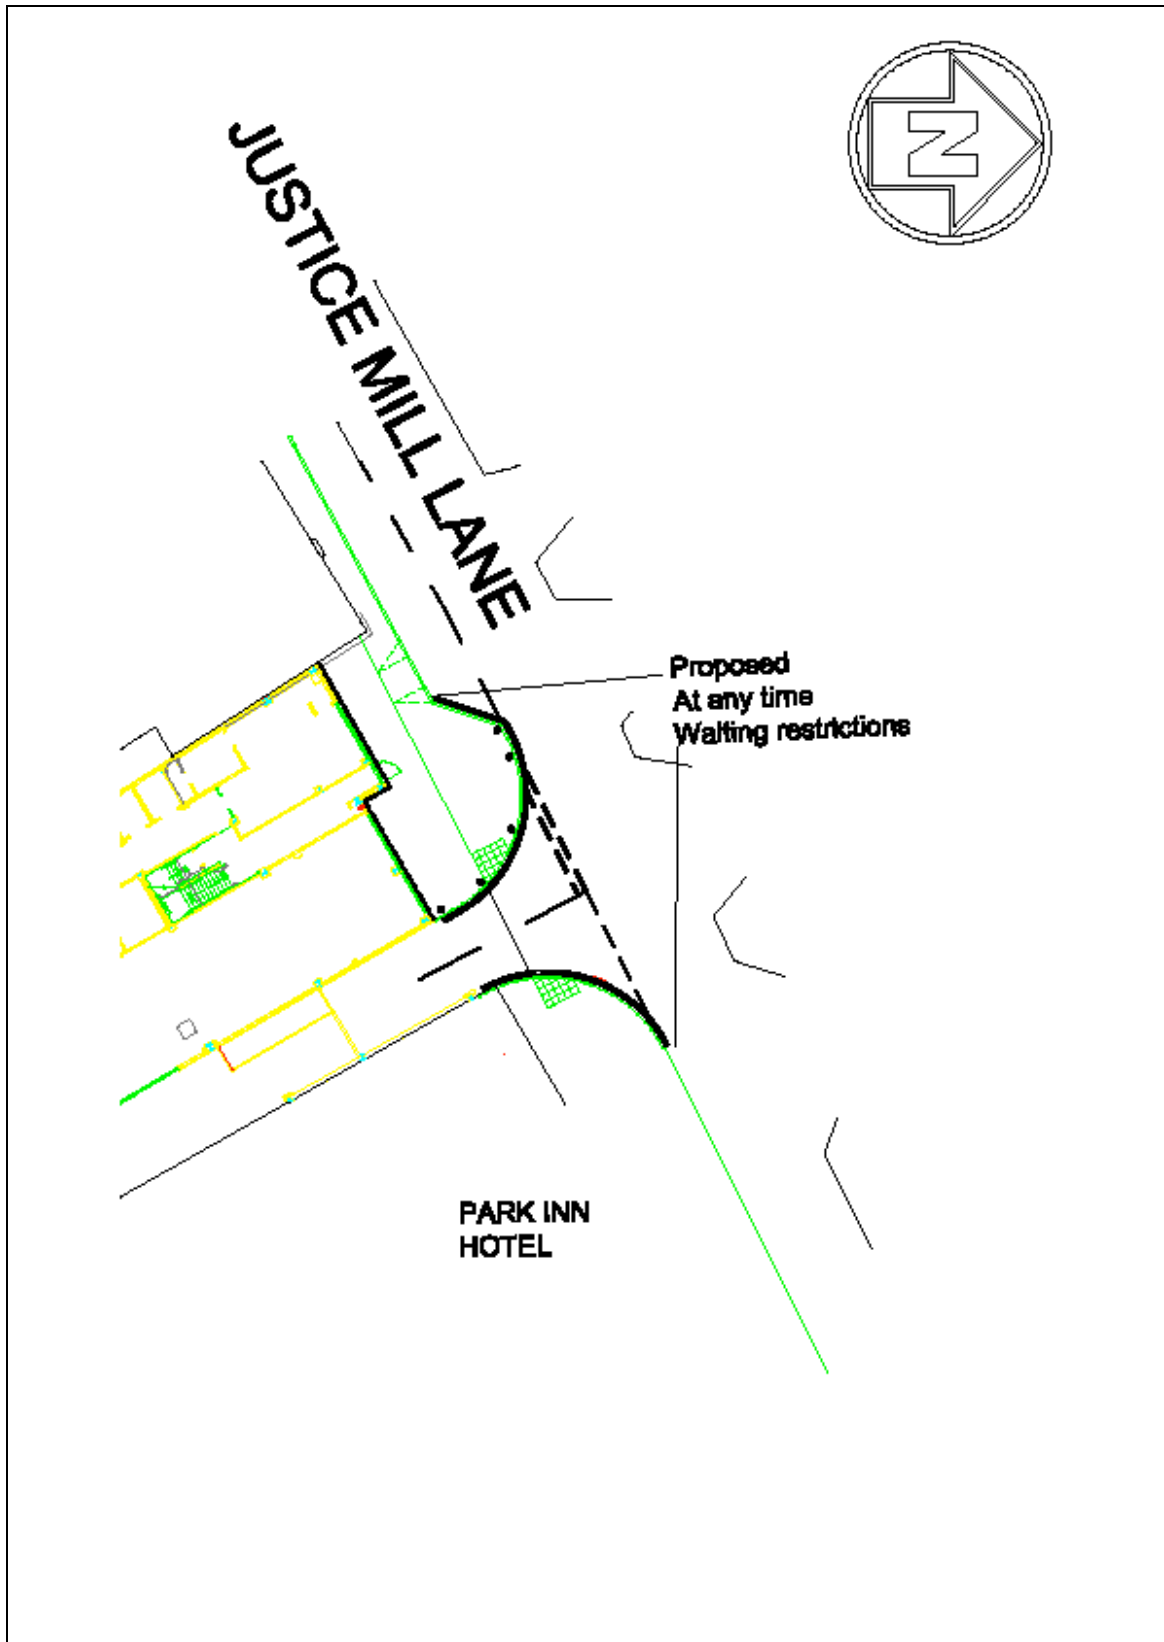 N
JUSTICE MILL LANE
Proposed
At any time
Waiting restrictions
PARK INN
HOTEL